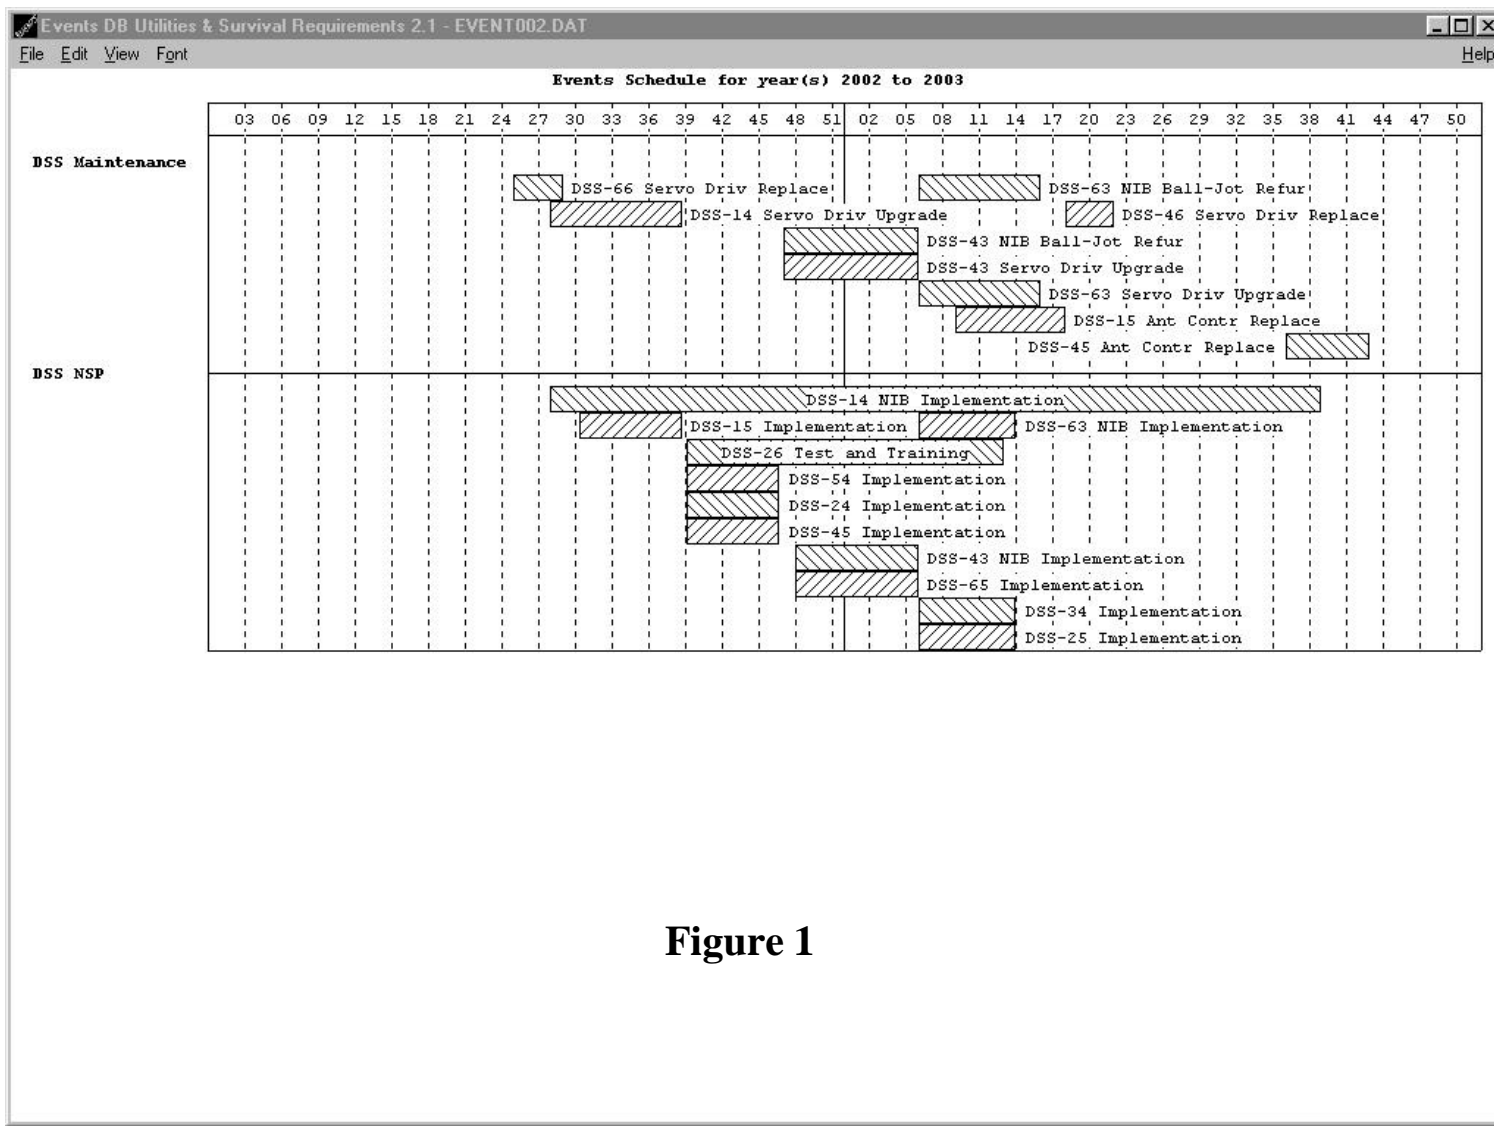 Events DB Utilities & Survival Requirements 2.1 - EVENT002.DAT
File Edit View Font Help
Events Schedule for year(s) 2002 to 2003
03 06 09 12 15 18 21 24 27 30 33 36 39 42 45 48 51 02 05 08 11 14 17 20 23 26 29 32 35 38 41 44 47 50
DSS Maintenance
DSS-66 Servo Driv Replace DSS-63 NIB Ball-Jot Refur
DSS-14 Servo Driv Upgrade DSS-46 Servo Driv Replace
DSS-43 NIB Ball-Jot Refur
DSS-43 Servo Driv Upgrade
DSS-63 Servo Driv Upgrade
DSS-15 Ant Contr Replace
DSS-45 Ant Contr Replace
DSS NSP
DSS-14 NIB Implementation
DSS-15 Implementation DSS-63 NIB Implementation
DSS-26 Test and Training
DSS-54 Implementation
DSS-24 Implementation
DSS-45 Implementation
DSS-43 NIB Implementation
DSS-65 Implementation
DSS-34 Implementation
DSS-25 Implementation
Figure 1